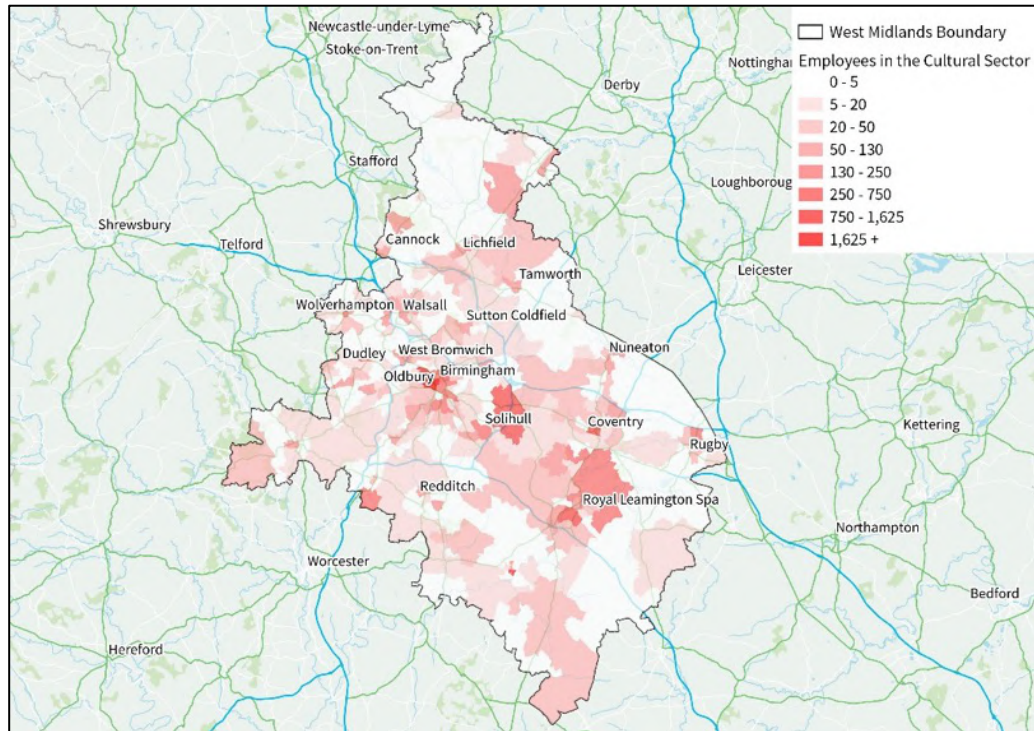 Newcastle-under-Lyme
Stoke-on-Trent
Derby
Nottingham
Stafford
Loughboroug
Shrewsbury
Telford
Cannock
Lichfield
Tamworth
Leicester
Wolverhampton
Walsall
Sutton Coldfield
Nuneaton
Dudley
West Bromwich
Oldbury
Birmingham
Solihull
Coventry
Rugby
Kettering
Redditch
Royal Leamington Spa
Northampton
Worcester
Bedford
Hereford
West Midlands Boundary
Employees in the Cultural Sector
0 - 5
5 - 20
20 - 50
50 - 130
130 - 250
250 - 750
750 - 1,625
1,625 +